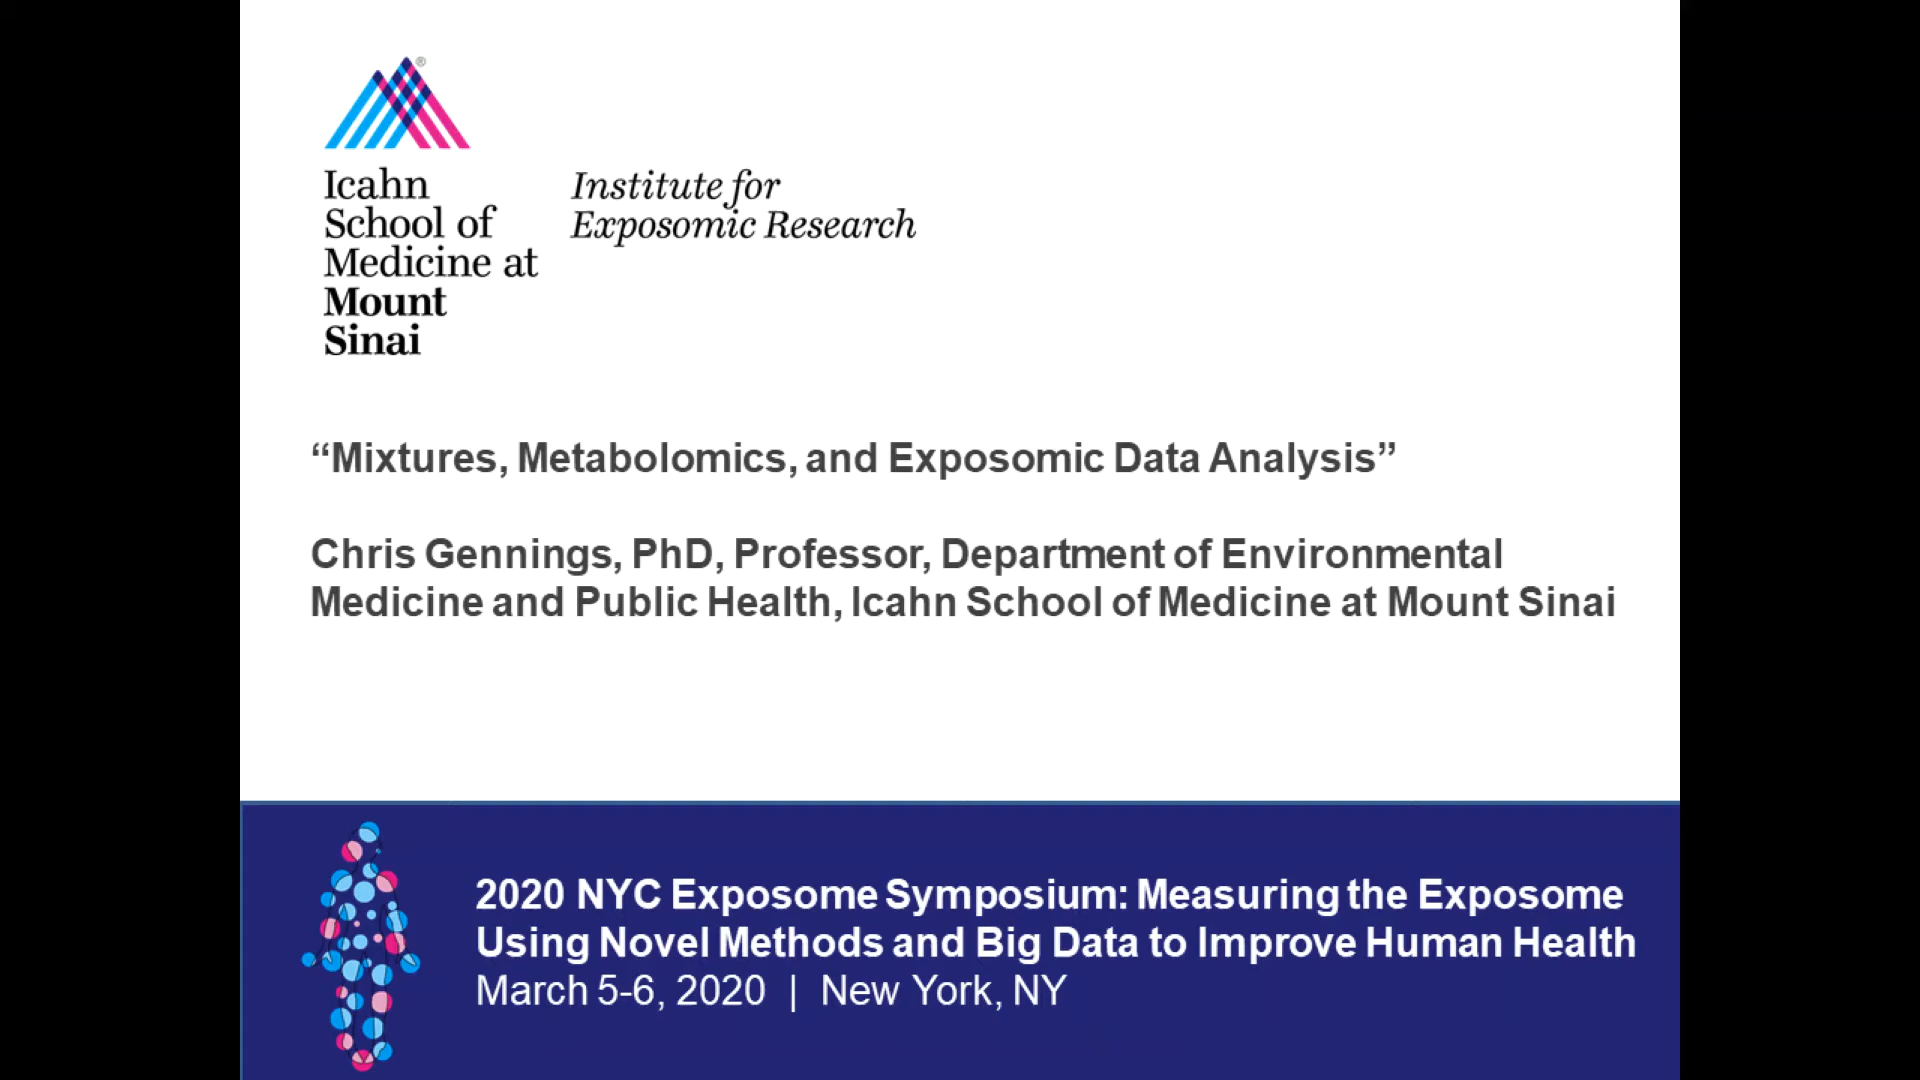 ®
Icahn
School of
Medicine at
Mount
Sinai
Institute for
Exposomic Research
“Mixtures, Metabolomics, and Exposomic Data Analysis”
Chris Gennings, PhD, Professor, Department of Environmental
Medicine and Public Health, Icahn School of Medicine at Mount Sinai
2020 NYC Exposome Symposium: Measuring the Exposome
Using Novel Methods and Big Data to Improve Human Health
March 5-6, 2020 | New York, NY